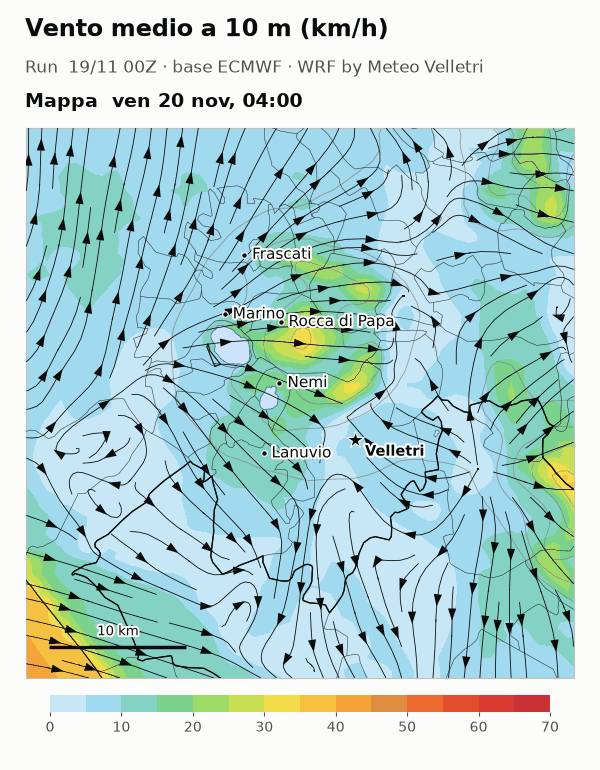 Vento medio a 10 m (km/h)
Run  19/11 00Z · base ECMWF · WRF by Meteo Velletri
Mappa  ven 20 nov, 04:00
Frascati
Marino
Rocca di Papa
Nemi
Lanuvio
Velletri
10 km
0 10 20 30 40 50 60 70